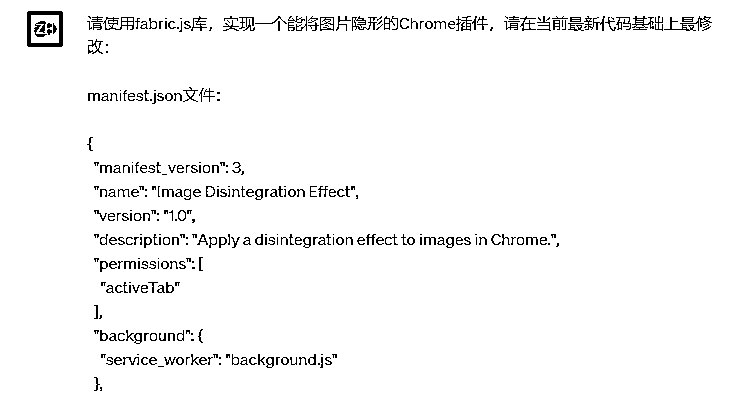 请使用fabric.js库，实现一个能将图片隐形的Chrome插件，请在当前最新代码基础上最修
改：
manifest.json文件：
{
"manifest_version": 3,
"name": "Image Disintegration Effect",
"version": "1.0",
"description": "Apply a disintegration effect to images in Chrome.",
"permissions": [
"activeTab"
],
"background": {
"service_worker": "background.js"
},